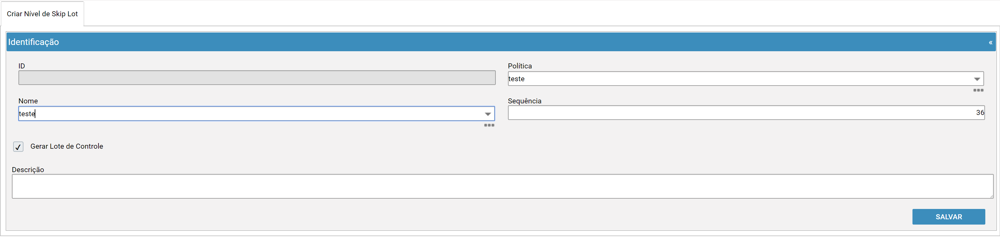 Criar Nível de Skip Lot
Identificação «
ID
Política
teste
Nome
Sequência
teste
36
Gerar Lote de Controle
Descrição
SALVAR